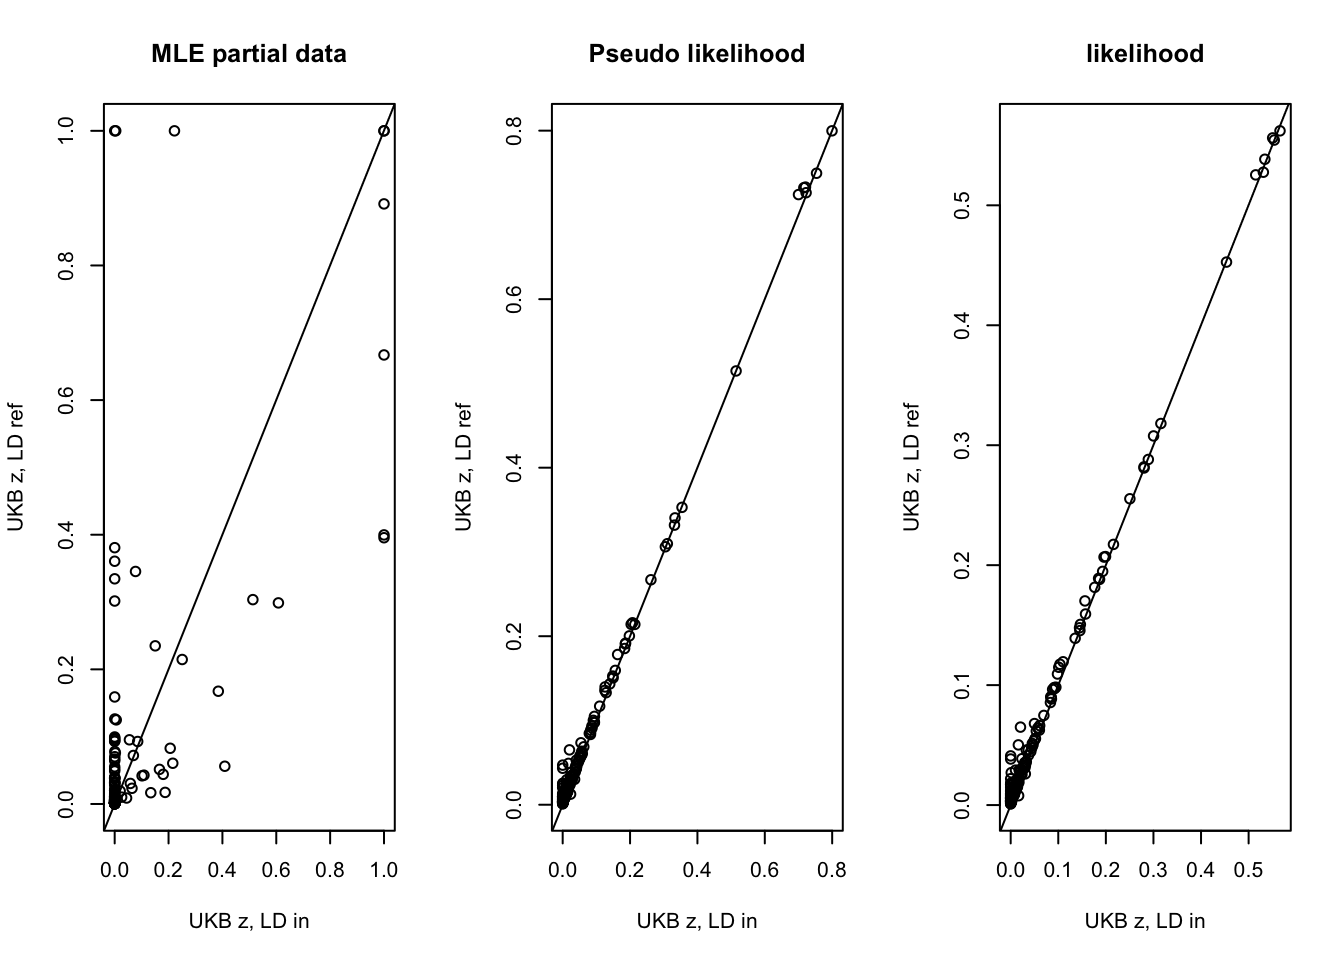 MLE partial data
Pseudo likelihood
likelihood
UKB z, LD ref
1.0
0.8
0.6
0.4
0.2
0.0
0.0 0.2 0.4 0.6 0.8 1.0
UKB z, LD in
UKB z, LD ref
0.8
0.6
0.4
0.2
0.0
0.0 0.2 0.4 0.6 0.8
UKB z, LD in
UKB z, LD ref
0.5
0.4
0.3
0.2
0.1
0.0
0.0 0.1 0.2 0.3 0.4 0.5
UKB z, LD in